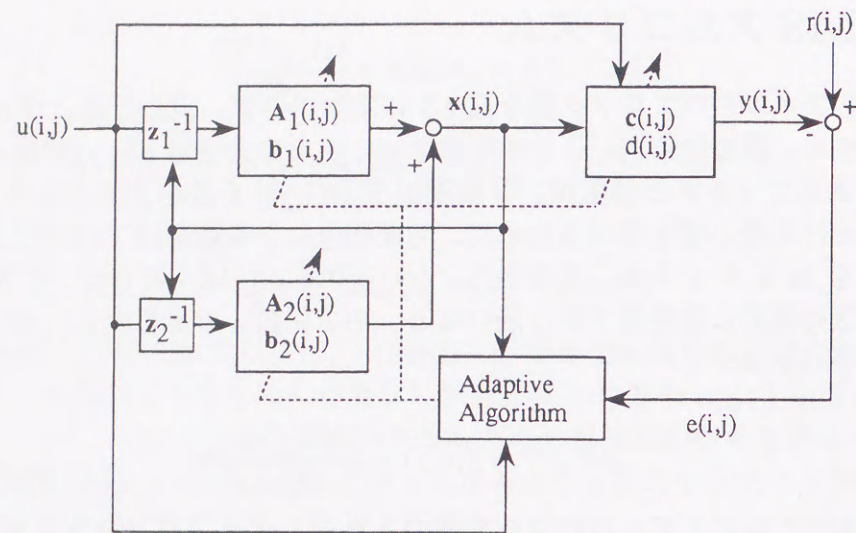 r(i,j)
u(i,j)
z₁⁻¹
A₁(i,j)
b₁(i,j)
+
x(i,j)
+
c(i,j)
d(i,j)
y(i,j)
+
-
z₂⁻¹
A₂(i,j)
b₂(i,j)
Adaptive
Algorithm
e(i,j)